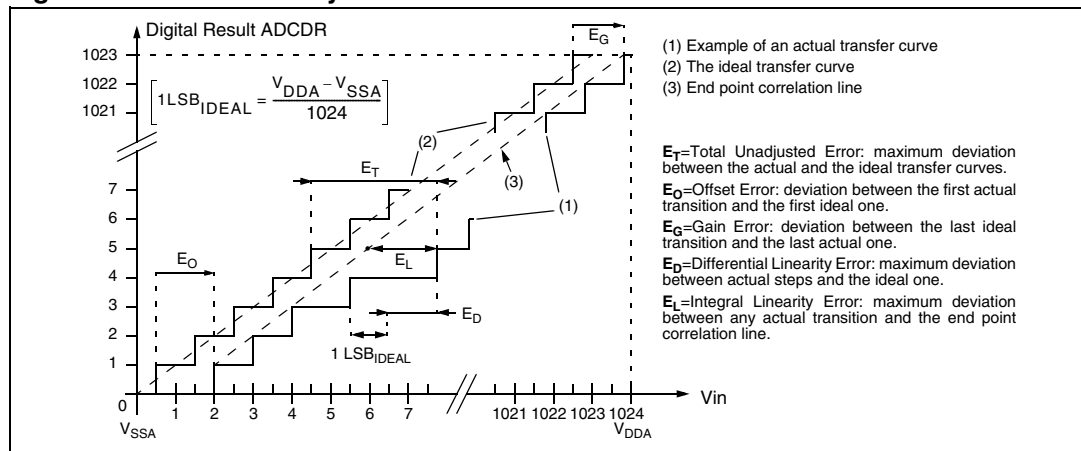 Digital Result ADCDR
1023
1022
1021
1LSB_IDEAL = (V_DDA – V_SSA) / 1024
E_G
(1) Example of an actual transfer curve
(2) The ideal transfer curve
(3) End point correlation line
E_T=Total Unadjusted Error: maximum deviation
between the actual and the ideal transfer curves.
E_O=Offset Error: deviation between the first actual
transition and the first ideal one.
E_G=Gain Error: deviation between the last ideal
transition and the last actual one.
E_D=Differential Linearity Error: maximum deviation
between actual steps and the ideal one.
E_L=Integral Linearity Error: maximum deviation
between any actual transition and the end point
correlation line.
(2)
E_T
(3)
7
6
(1)
5
E_O
E_L
4
3
E_D
2
1 LSB_IDEAL
1
0
1 2 3 4 5 6 7 1021 1022 1023 1024
Vin
V_SSA
V_DDA